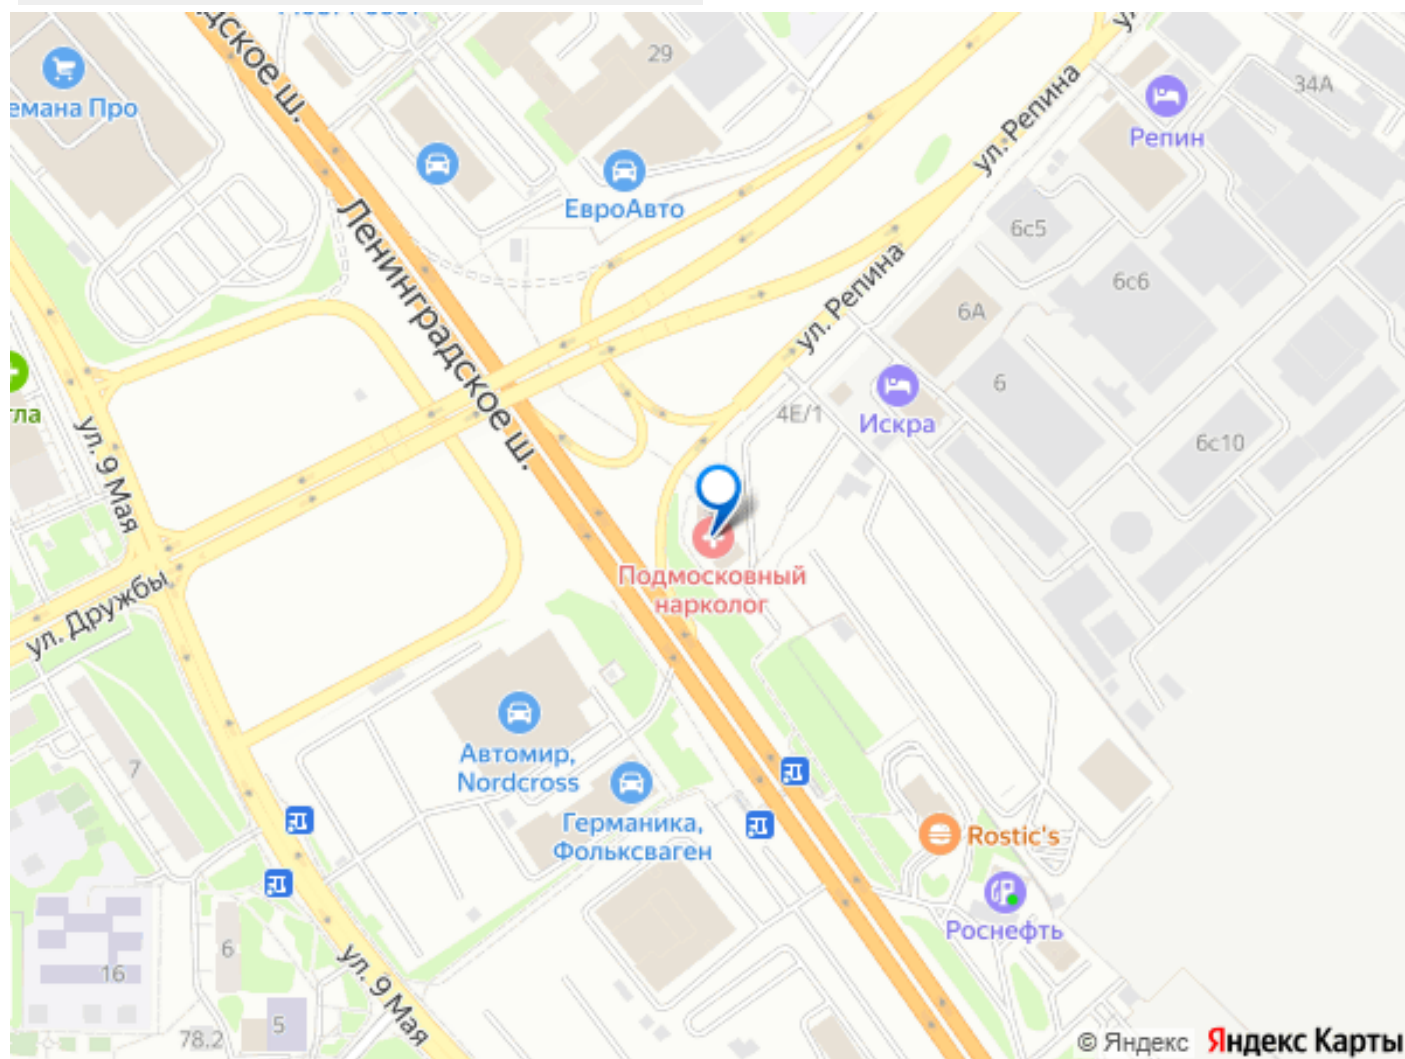 29
34А
емана Про
Репин
ул. Репина
ЕвроАвто
6с5
Ленинградское ш.
6с6
ул. Репина
6А
6
Искра
4Е/1
6с10
ул. 9 Мая
Подмосковный
нарколог
ул. Дружбы
Автомир,
Nordcross
7
Германика,
Фольксваген
Rostic's
Роснефть
6
16
ул. 9 Мая
5
78.2
© Яндекс Яндекс Карты